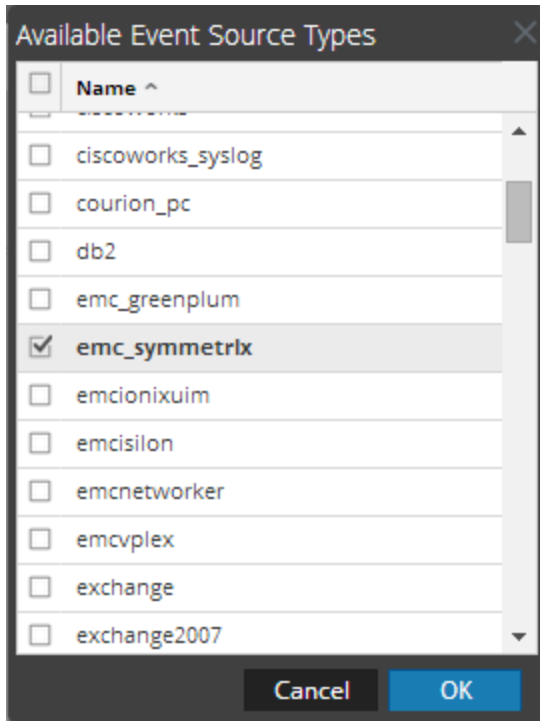 Available Event Source Types
Name
ciscoworks_syslog
courion_pc
db2
emc_greenplum
emc_symmetrix
emcionixuim
emcisilon
emcnetworker
emcvplex
exchange
exchange2007
Cancel OK